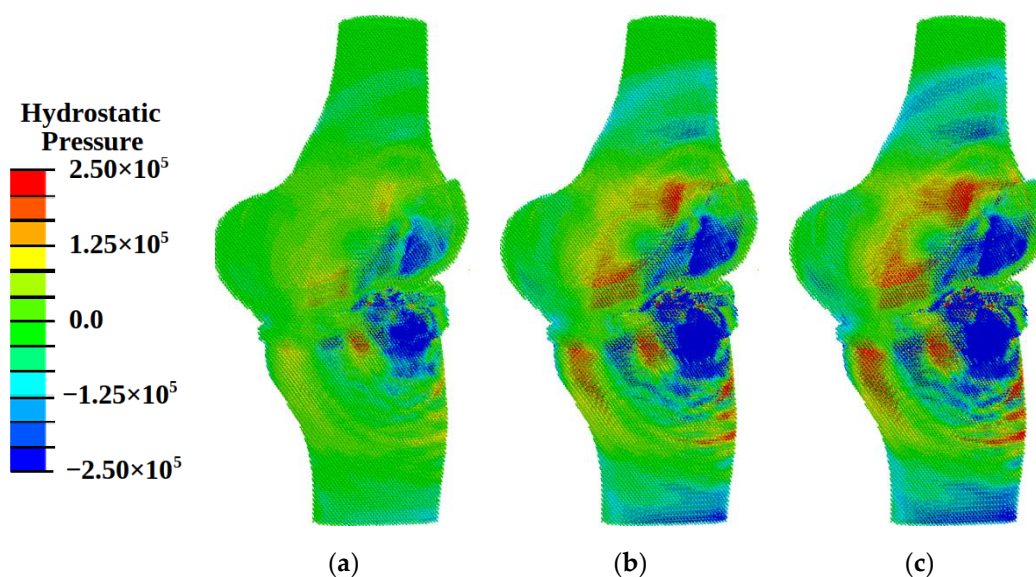 Hydrostatic
Pressure
2.50×10⁵
1.25×10⁵
0.0
−1.25×10⁵
−2.50×10⁵
(a) (b) (c)